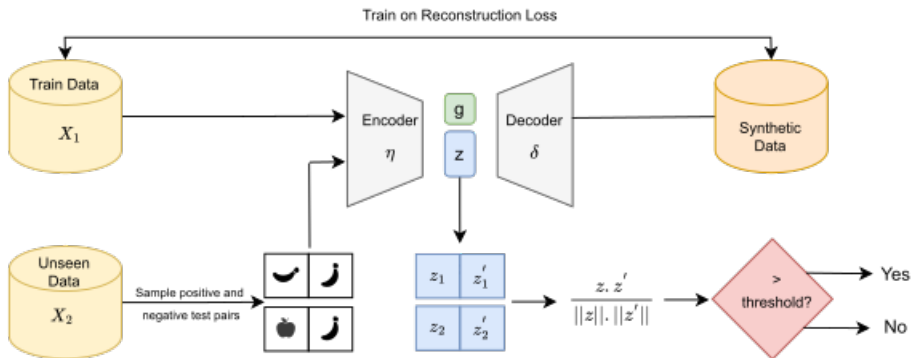 Train on Reconstruction Loss
Train Data
X₁
Encoder
η
g
z
Decoder
δ
Synthetic
Data
Unseen
Data
X₂
Sample positive and
negative test pairs
z₁ z₁′
z₂ z₂′
z. z′
||z||. ||z′||
>
threshold?
Yes
No